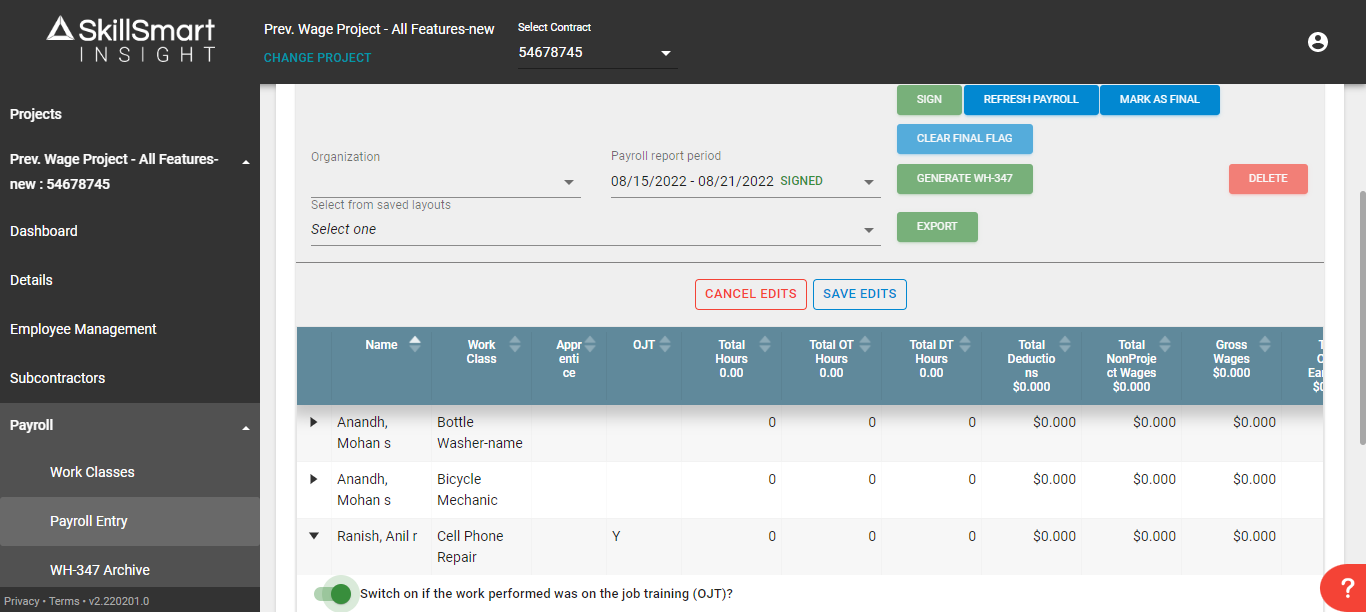 SkillSmart
INSIGHT
Prev. Wage Project - All Features-new
CHANGE PROJECT
Select Contract
54678745
Projects
Prev. Wage Project - All Features-
new : 54678745
Dashboard
Details
Employee Management
Subcontractors
Payroll
Work Classes
Payroll Entry
WH-347 Archive
Privacy • Terms • v2.220201.0
SIGN
REFRESH PAYROLL
MARK AS FINAL
CLEAR FINAL FLAG
Organization
Payroll report period
08/15/2022 - 08/21/2022 SIGNED
GENERATE WH-347
DELETE
Select from saved layouts
Select one
EXPORT
CANCEL EDITS
SAVE EDITS
Name
Work
Class
Appr
enti
ce
OJT
Total
Hours
0.00
Total OT
Hours
0.00
Total DT
Hours
0.00
Total
Deductio
ns
$0.000
Total
NonProje
ct Wages
$0.000
Gross
Wages
$0.000
Anandh,
Mohan s
Bottle
Washer-name
0
0
0
$0.000
$0.000
$0.000
Anandh,
Mohan s
Bicycle
Mechanic
0
0
0
$0.000
$0.000
$0.000
Ranish, Anil r
Cell Phone
Repair
Y
0
0
0
$0.000
$0.000
$0.000
Switch on if the work performed was on the job training (OJT)?
?